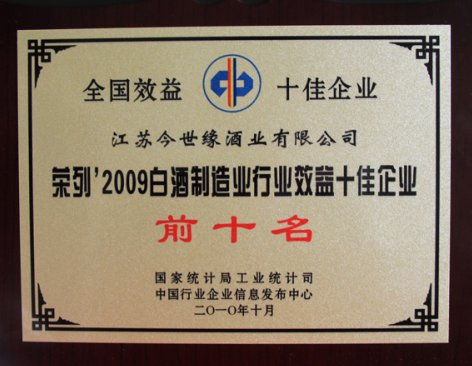 全国效益 十佳企业
江苏今世缘酒业有限公司
荣列'2009白酒制造业行业效益十佳企业
前十名
国家统计局工业统计司
中国行业企业信息发布中心
二〇一〇年十月